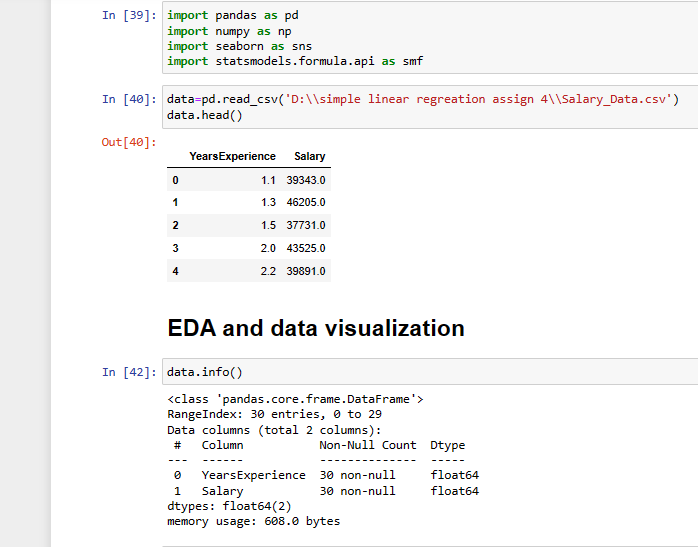 In [39]: import pandas as pd
import numpy as np
import seaborn as sns
import statsmodels.formula.api as smf
In [40]: data=pd.read_csv('D:\\simple linear regreation assign 4\\Salary_Data.csv')
data.head()
Out[40]:
YearsExperience Salary
0 1.1 39343.0
1 1.3 46205.0
2 1.5 37731.0
3 2.0 43525.0
4 2.2 39891.0
EDA and data visualization
In [42]: data.info()
<class 'pandas.core.frame.DataFrame'>
RangeIndex: 30 entries, 0 to 29
Data columns (total 2 columns):
# Column Non-Null Count Dtype
--- ------ -------------- -----
0 YearsExperience 30 non-null float64
1 Salary 30 non-null float64
dtypes: float64(2)
memory usage: 608.0 bytes